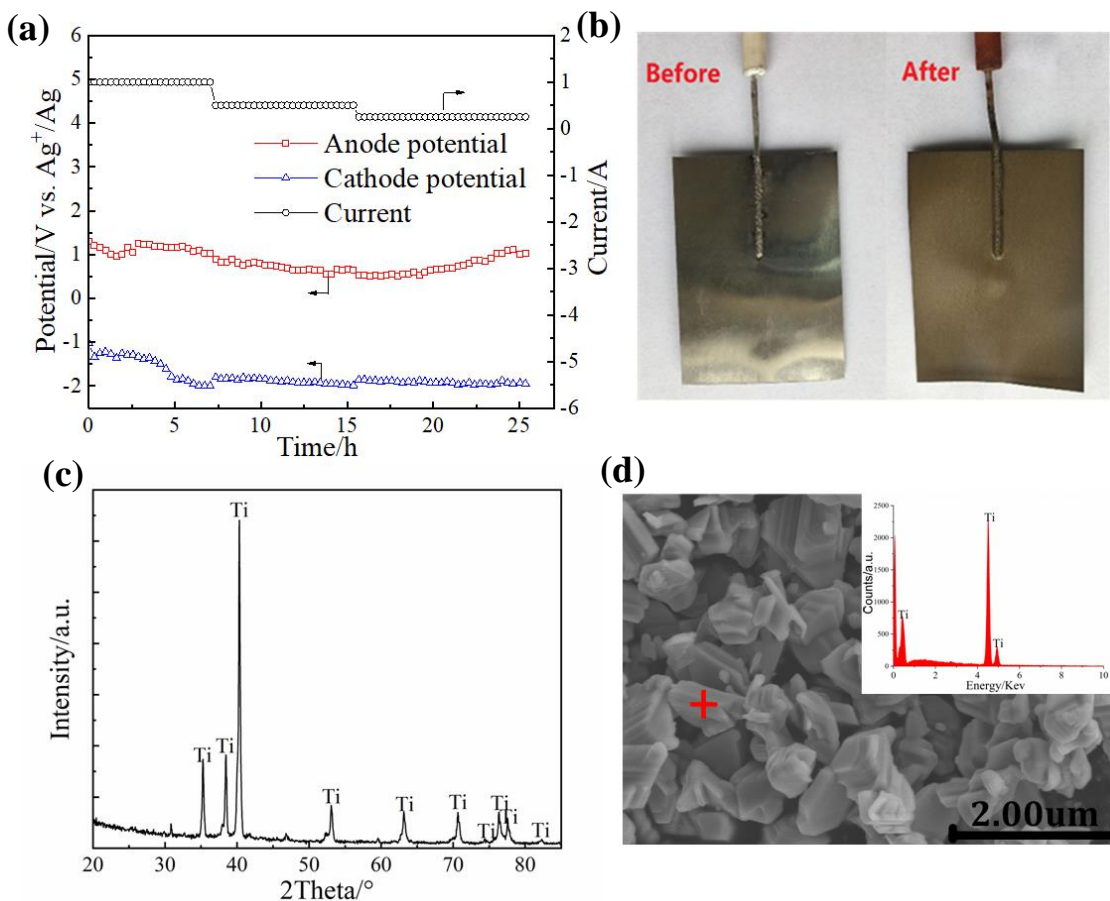 (a)
6
5
4
3
2
1
0
-1
-2
Potential/V vs. Ag⁺/Ag
2
1
0
-1
-2
-3
-4
-5
-6
Current/A
Anode potential
Cathode potential
Current
0 5 10 15 20 25
Time/h
(b)
Before
After
(c)
Ti
Ti
Ti
Ti
Ti
Ti
Ti
Ti
Ti
Ti
Intensity/a.u.
20 30 40 50 60 70 80
2Theta/°
(d)
2500
2000
1500
1000
500
0
Counts/a.u.
Ti
Ti
Ti
0 2 4 6 8 10
Energy/Kev
2.00um